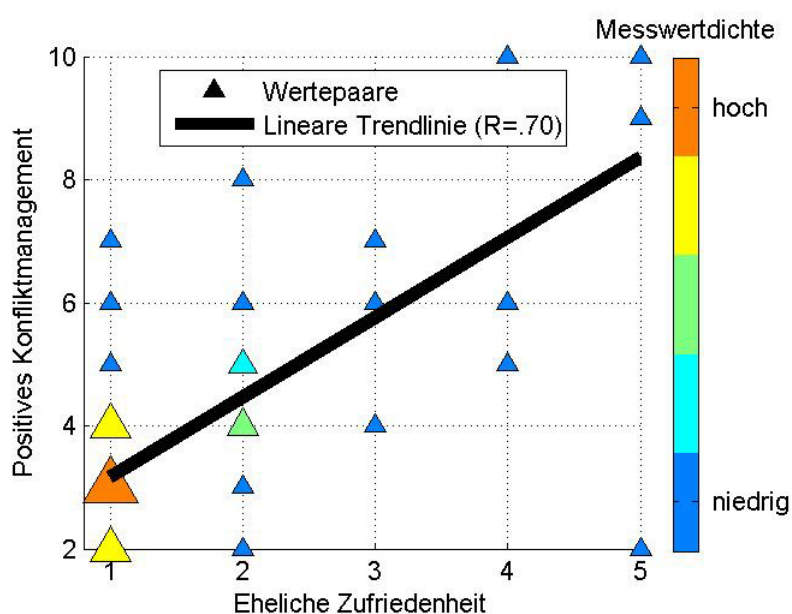 Messwertdichte
10
8
6
4
2
Positives Konfliktmanagement
Wertepaare
Lineare Trendlinie (R=.70)
hoch
niedrig
1 2 3 4 5
Eheliche Zufriedenheit